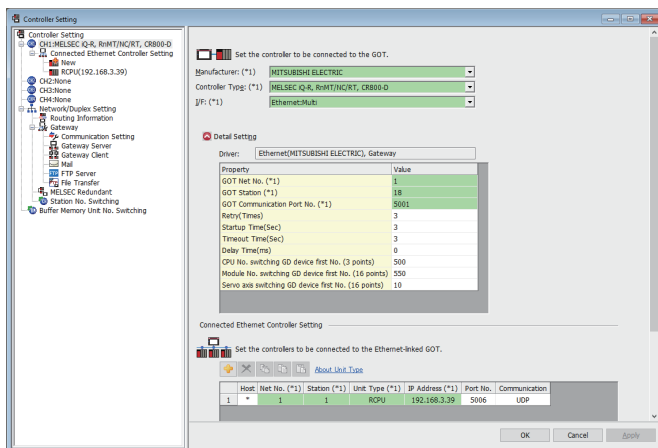 Controller Setting
Controller Setting
CH1:MELSEC iQ-R, RnMT/NC/RT, CR800-D
Connected Ethernet Controller Setting
New
RCPU(192.168.3.39)
CH2:None
CH3:None
CH4:None
Network/Duplex Setting
Routing Information
Gateway
Communication Setting
Gateway Server
Gateway Client
Mail
FTP FTP Server
File Transfer
MELSEC Redundant
Station No. Switching
Buffer Memory Unit No. Switching
Set the controller to be connected to the GOT.
Manufacturer: (*1) MITSUBISHI ELECTRIC
Controller Type: (*1) MELSEC iQ-R, RnMT/NC/RT, CR800-D
I/F: (*1) Ethernet:Multi
Detail Setting
Driver: Ethernet(MITSUBISHI ELECTRIC), Gateway
Property Value
GOT Net No. (*1) 1
GOT Station (*1) 18
GOT Communication Port No. (*1) 5001
Retry(Times) 3
Startup Time(Sec) 3
Timeout Time(Sec) 3
Delay Time(ms) 0
CPU No. switching GD device first No. (3 points) 500
Module No. switching GD device first No. (16 points) 550
Servo axis switching GD device first No. (16 points) 10
Connected Ethernet Controller Setting
Set the controllers to be connected to the Ethernet-linked GOT.
About Unit Type
Host Net No. (*1) Station (*1) Unit Type (*1) IP Address (*1) Port No. Communication
1 * 1 1 RCPU 192.168.3.39 5006 UDP
OK Cancel Apply